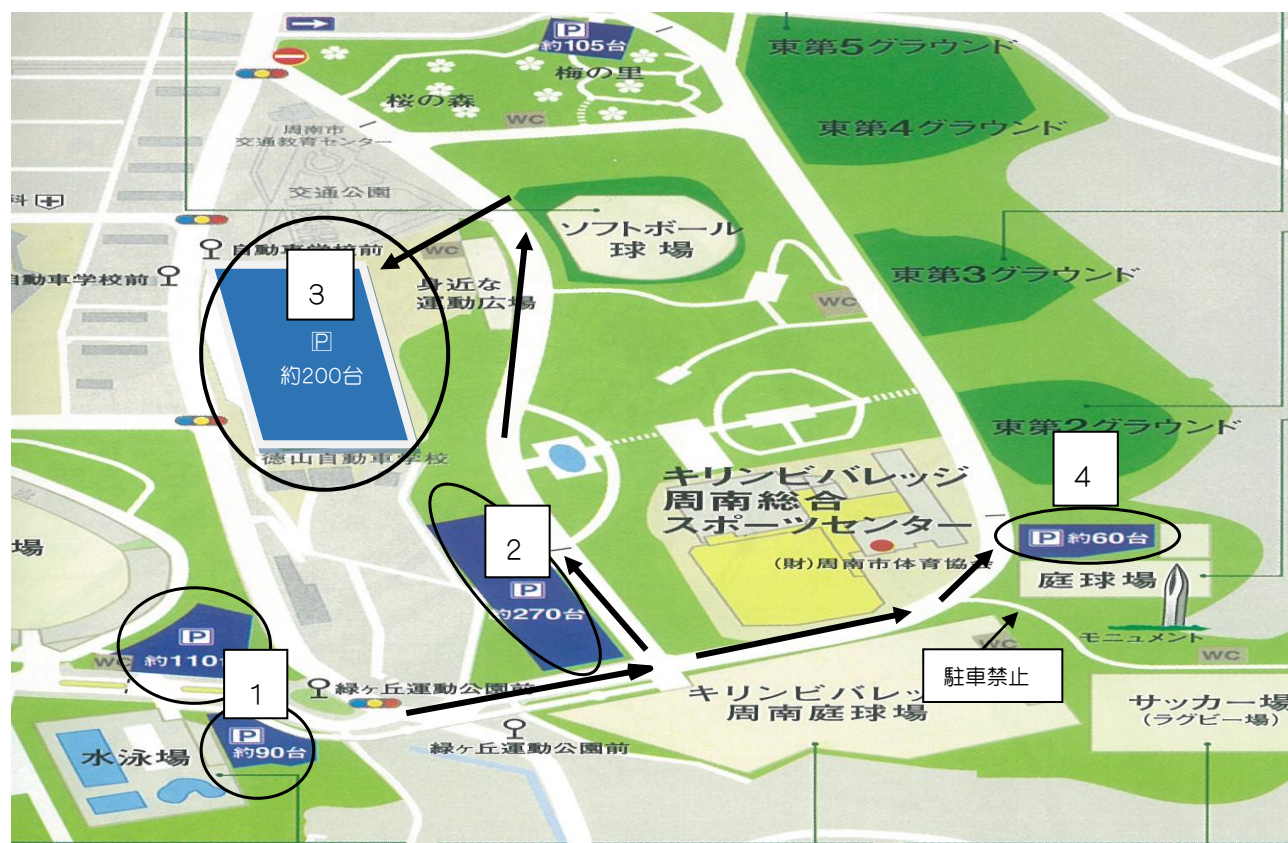 P
約105台
東第5グラウンド
梅の里
桜の森
WC
東第4グラウンド
周南市
交通教育センター
交通公園
科
ソフトボール
球場
自動車学校前
WC
自動車学校前
3
身近な
運動広場
東第3グラウンド
WC
P
約200台
東第2グラウンド
徳山自動車学校
キリンビバレッジ
周南総合
スポーツセンター
4
2
P 約60台
場
(財)周南市体育協会
庭球場
P
約270台
モニュメント
P
WC
約110台
WC
1
緑ヶ丘運動公園前
駐車禁止
キリンビバレッジ
周南庭球場
サッカー場
(ラグビー場)
P
約90台
水泳場
緑ヶ丘運動公園前